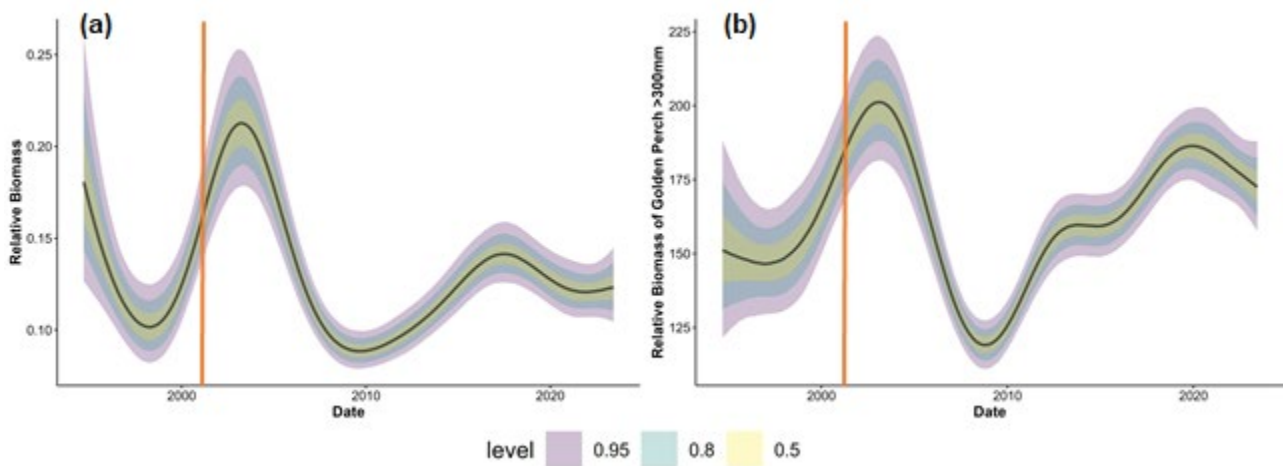 (a)
Relative Biomass
0.25
0.20
0.15
0.10
2000
2010
2020
Date
(b)
Relative Biomass of Golden Perch >300mm
225
200
175
150
125
2000
2010
2020
Date
level 0.95 0.8 0.5